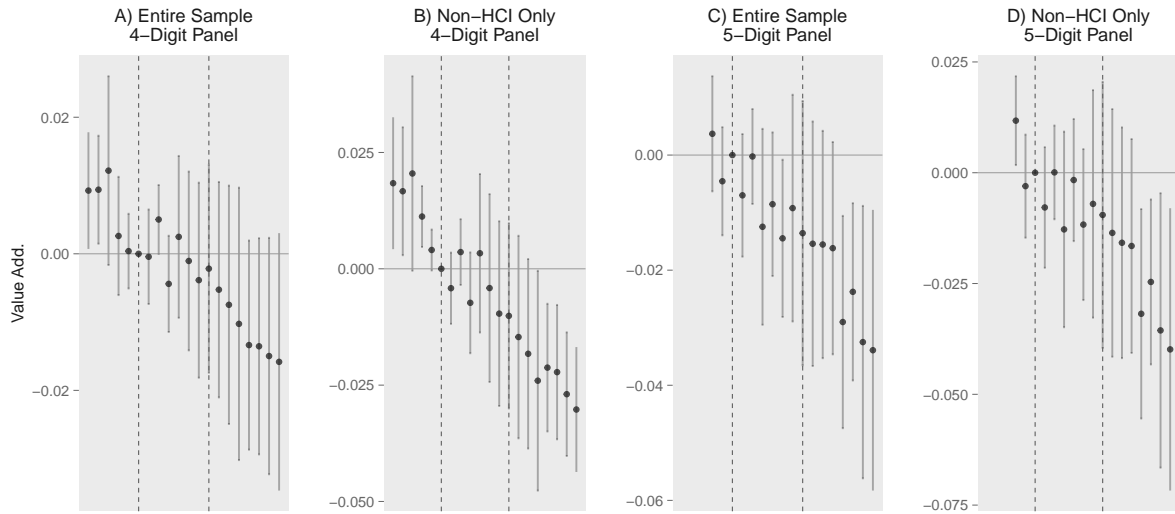 A) Entire Sample
4−Digit Panel
B) Non−HCI Only
4−Digit Panel
C) Entire Sample
5−Digit Panel
D) Non−HCI Only
5−Digit Panel
Value Add.
0.02
0.00
−0.02
0.025
0.000
−0.025
−0.050
0.00
−0.02
−0.04
−0.06
0.025
0.000
−0.025
−0.050
−0.075